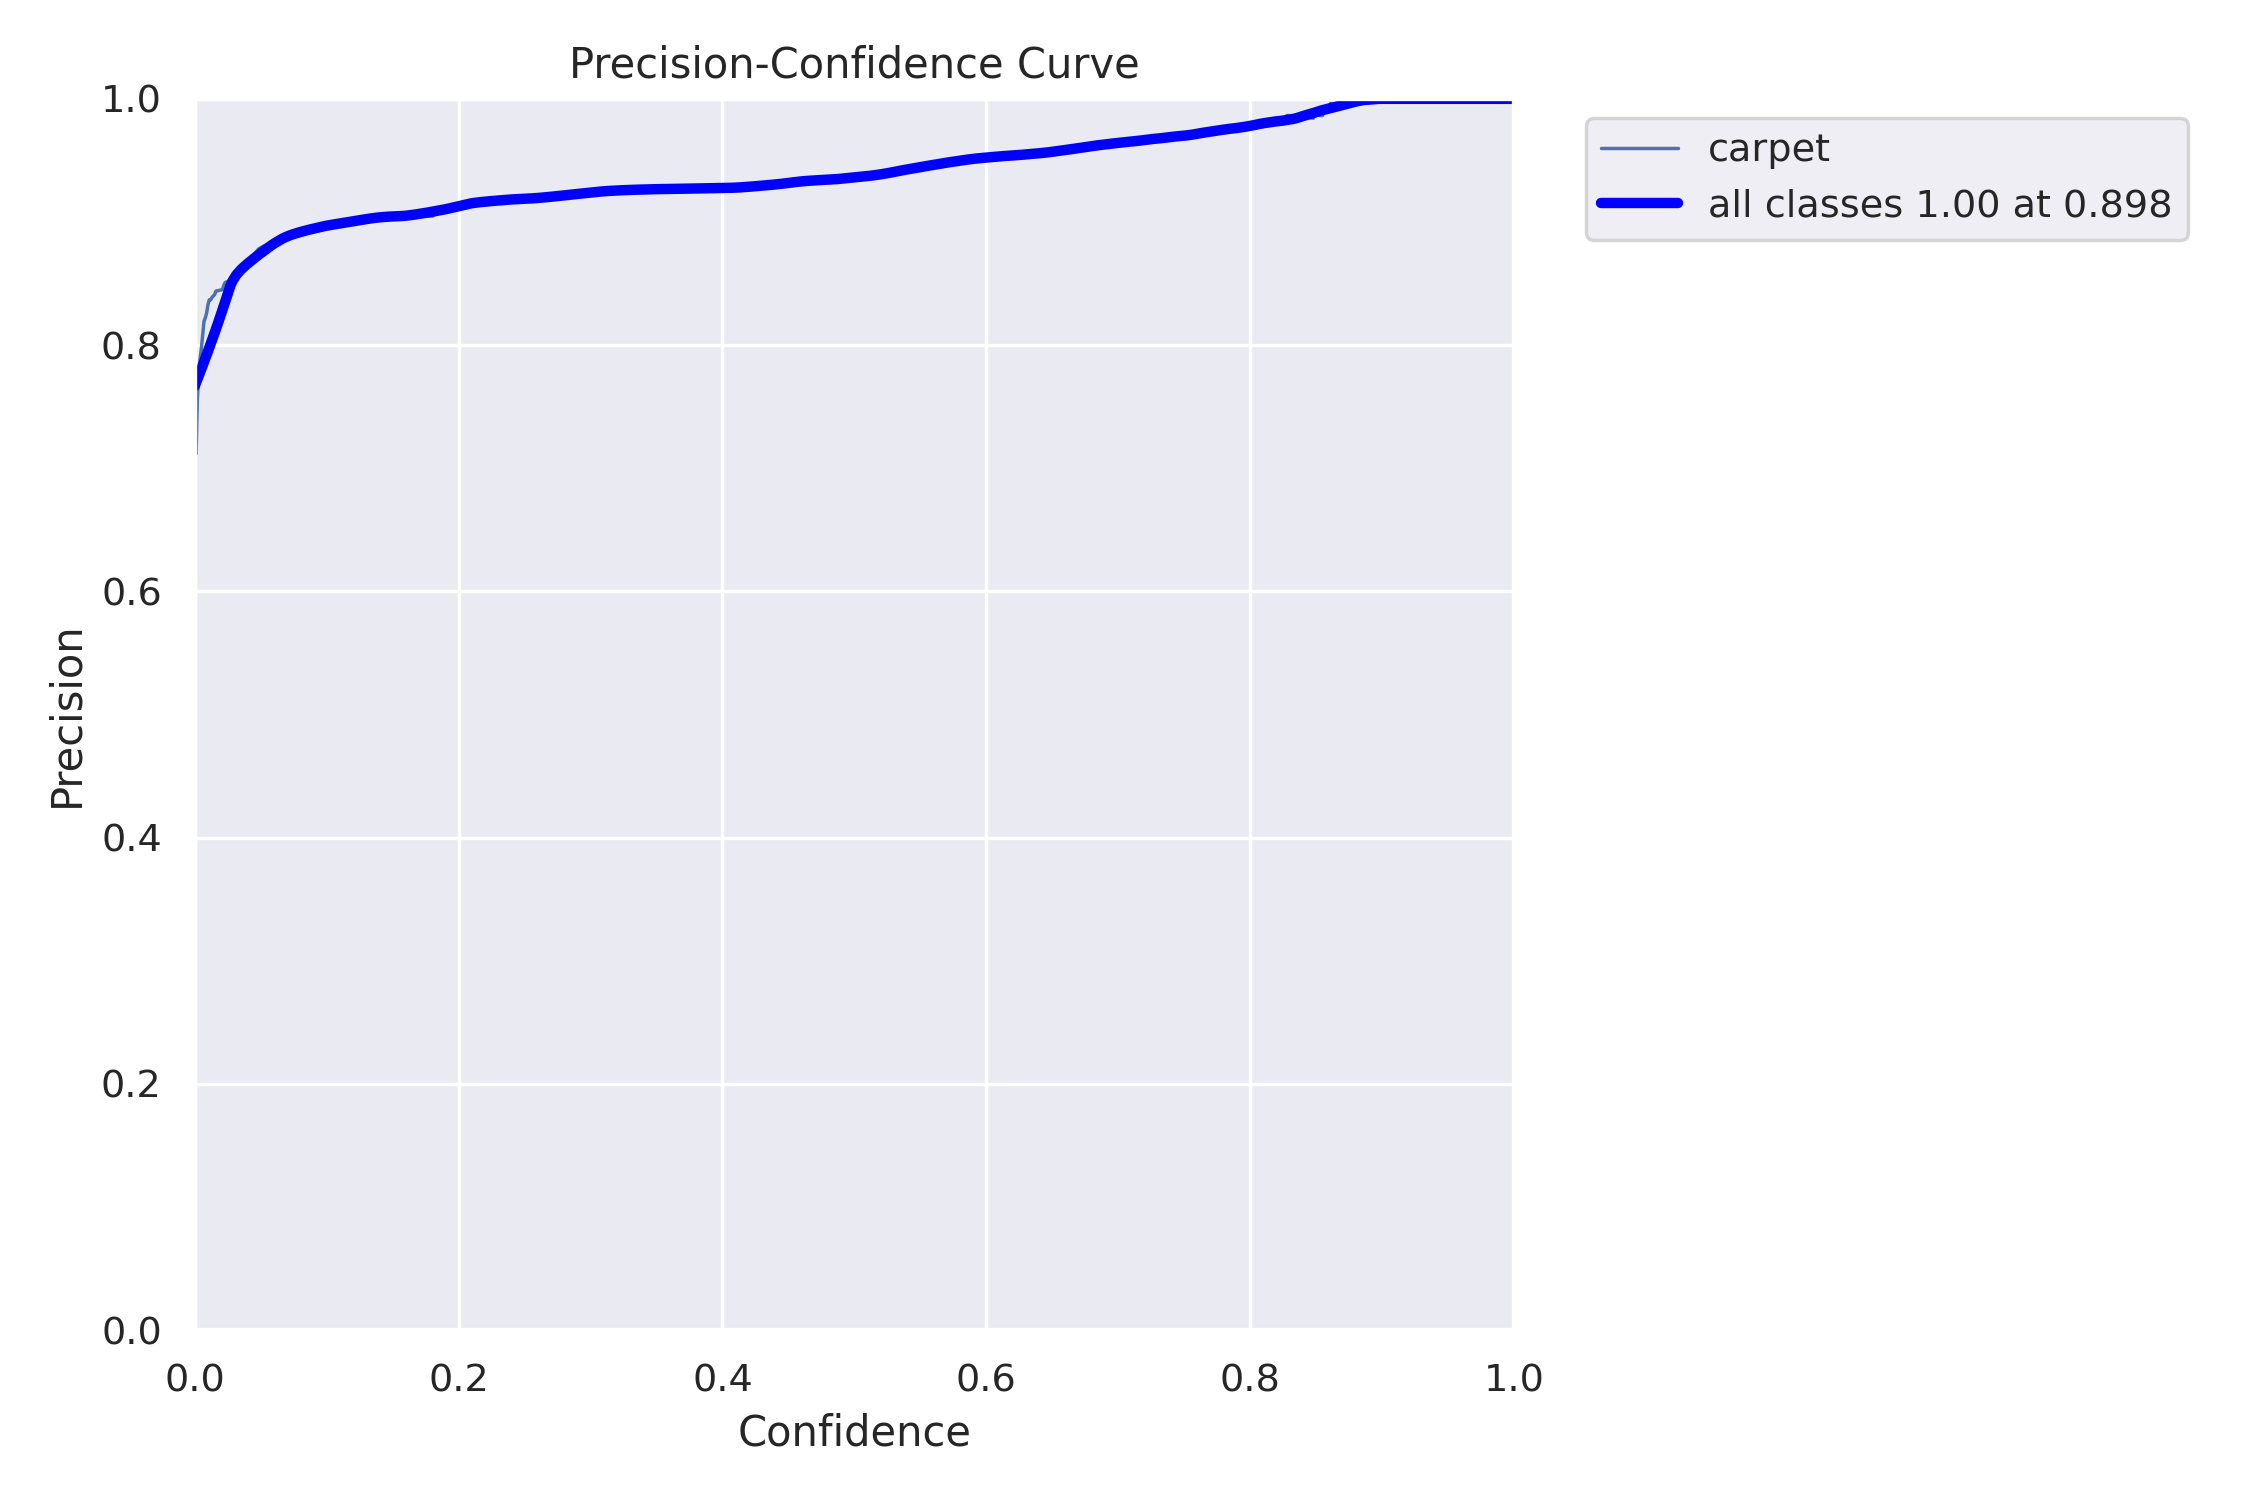 Precision-Confidence Curve
1.0
0.8
0.6
0.4
0.2
0.0
Precision
0.0 0.2 0.4 0.6 0.8 1.0
Confidence
carpet
all classes 1.00 at 0.898